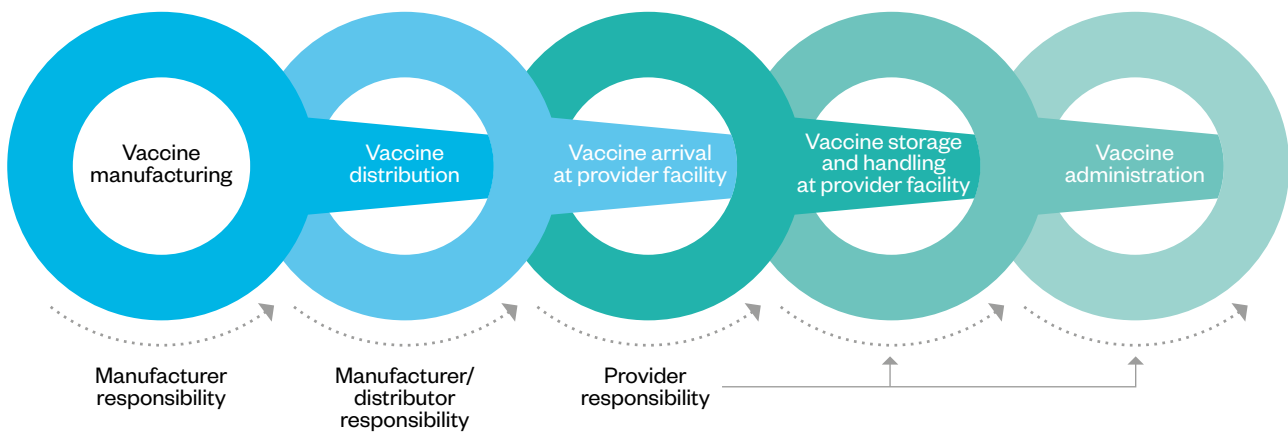 Vaccine
manufacturing
Vaccine
distribution
Vaccine arrival
at provider facility
Vaccine storage
and handling
at provider facility
Vaccine
administration
Manufacturer
responsibility
Manufacturer/
distributor
responsibility
Provider
responsibility